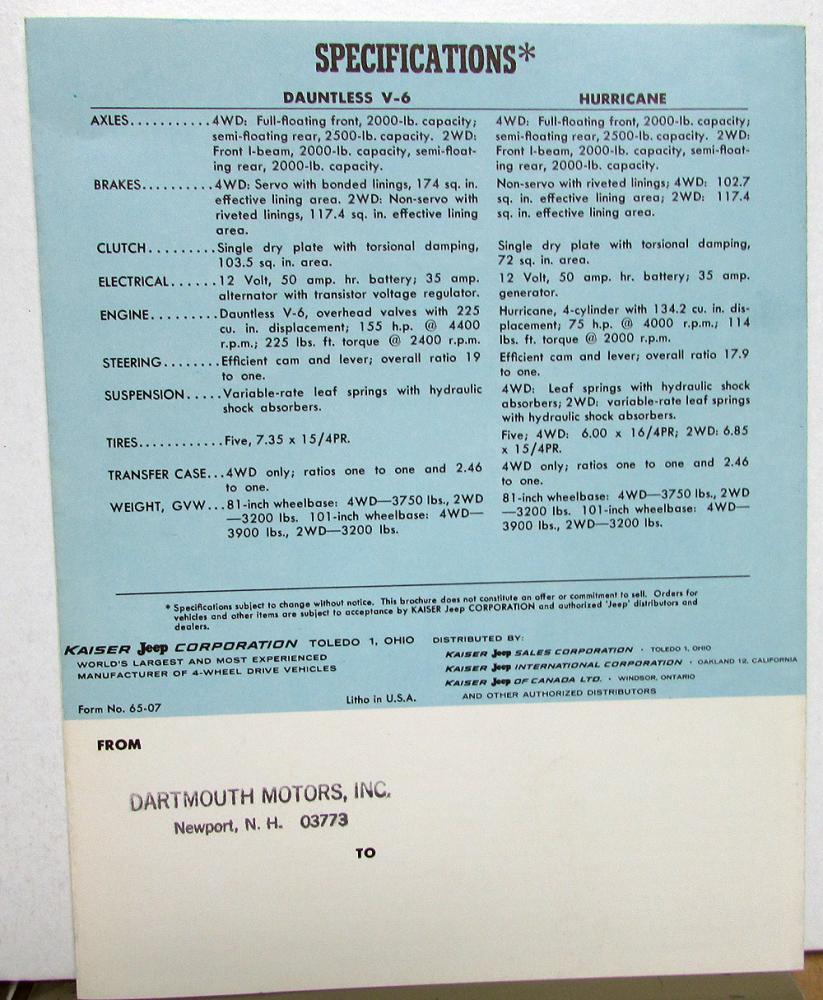 SPECIFICATIONS*
DAUNTLESS V-6 HURRICANE
AXLES...........4WD: Full-floating front, 2000-lb. capacity;
semi-floating rear, 2500-lb. capacity. 2WD:
Front I-beam, 2000-lb. capacity, semi-float-
ing rear, 2000-lb. capacity.
4WD: Full-floating front, 2000-lb. capacity;
semi-floating rear, 2500-lb. capacity. 2WD:
Front I-beam, 2000-lb. capacity, semi-float-
ing rear, 2000-lb. capacity.
BRAKES..........4WD: Servo with bonded linings, 174 sq. in.
effective lining area. 2WD: Non-servo with
riveted linings, 117.4 sq. in. effective lining
area.
Non-servo with riveted linings; 4WD: 102.7
sq. in. effective lining area; 2WD: 117.4
sq. in. effective lining area.
CLUTCH..........Single dry plate with torsional damping,
103.5 sq. in. area.
Single dry plate with torsional damping,
72 sq. in. area.
ELECTRICAL......12 Volt, 50 amp. hr. battery; 35 amp.
alternator with transistor voltage regulator.
12 Volt, 50 amp. hr. battery; 35 amp.
generator.
ENGINE..........Dauntless V-6, overhead valves with 225
cu. in. displacement; 155 h.p. @ 4400
r.p.m.; 225 lbs. ft. torque @ 2400 r.p.m.
Hurricane, 4-cylinder with 134.2 cu. in. dis-
placement; 75 h.p. @ 4000 r.p.m.; 114
lbs. ft. torque @ 2000 r.p.m.
STEERING........Efficient cam and lever; overall ratio 19
to one.
Efficient cam and lever; overall ratio 17.9
to one.
SUSPENSION.....Variable-rate leaf springs with hydraulic
shock absorbers.
4WD: Leaf springs with hydraulic shock
absorbers; 2WD: variable-rate leaf springs
with hydraulic shock absorbers.
TIRES............Five, 7.35 x 15/4PR.
Five; 4WD: 6.00 x 16/4PR; 2WD: 6.85
x 15/4PR.
TRANSFER CASE...4WD only; ratios one to one and 2.46
to one.
4WD only; ratios one to one and 2.46
to one.
WEIGHT, GVW...81-inch wheelbase: 4WD—3750 lbs., 2WD
—3200 lbs. 101-inch wheelbase: 4WD—
3900 lbs., 2WD—3200 lbs.
81-inch wheelbase: 4WD—3750 lbs., 2WD
—3200 lbs. 101-inch wheelbase: 4WD—
3900 lbs., 2WD—3200 lbs.
* Specifications subject to change without notice. This brochure does not constitute an offer or commitment to sell. Orders for
vehicles and other items are subject to acceptance by KAISER Jeep CORPORATION and authorized 'Jeep' distributors and
dealers.
KAISER Jeep CORPORATION TOLEDO 1, OHIO
WORLD'S LARGEST AND MOST EXPERIENCED
MANUFACTURER OF 4-WHEEL DRIVE VEHICLES
DISTRIBUTED BY:
KAISER Jeep SALES CORPORATION · TOLEDO 1, OHIO
KAISER Jeep INTERNATIONAL CORPORATION · OAKLAND 12, CALIFORNIA
KAISER Jeep OF CANADA LTD. · WINDSOR, ONTARIO
AND OTHER AUTHORIZED DISTRIBUTORS
Form No. 65-07
Litho in U.S.A.
FROM
DARTMOUTH MOTORS, INC.
Newport, N. H. 03773
TO